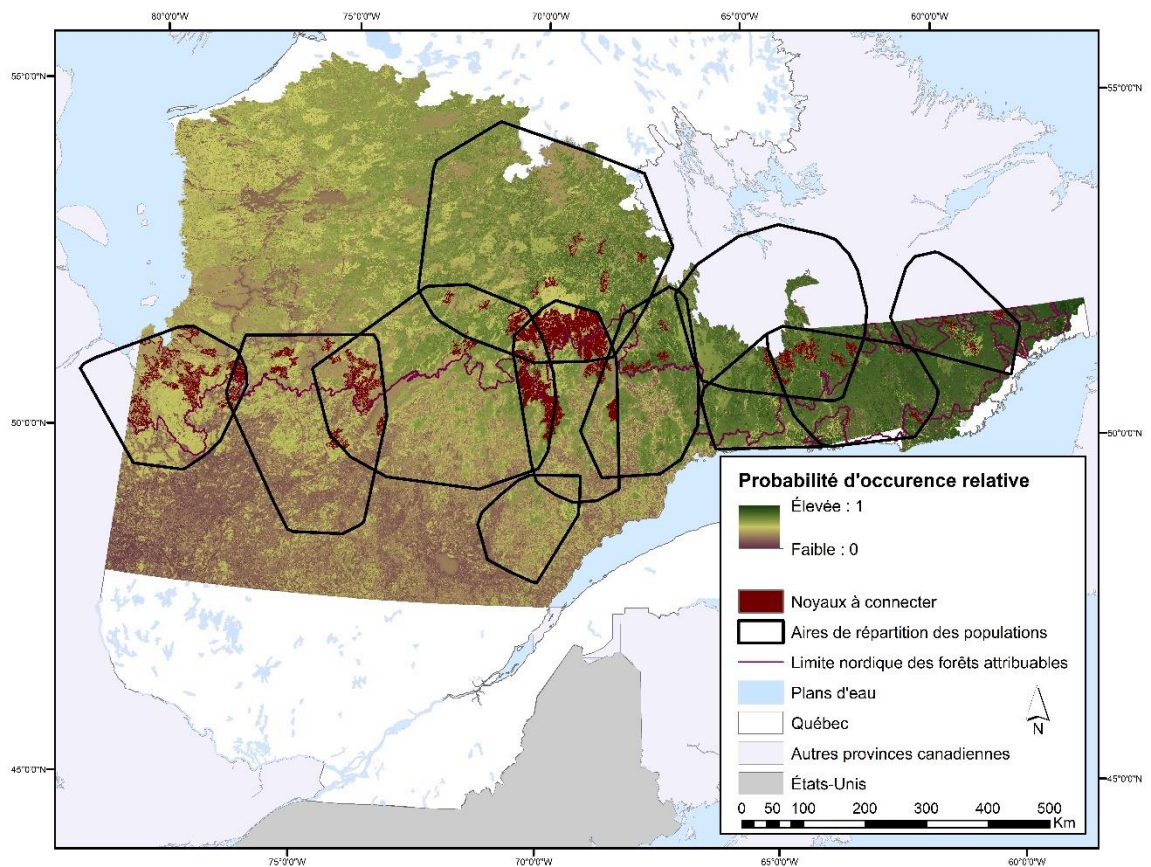 80°0'0"W 75°0'0"W 70°0'0"W 65°0'0"W 60°0'0"W
55°0'0"N 55°0'0"N
50°0'0"N 50°0'0"N
45°0'0"N 45°0'0"N
Probabilité d'occurence relative
Élevée : 1
Faible : 0
Noyaux à connecter
Aires de répartition des populations
Limite nordique des forêts attribuables
Plans d'eau
Québec
N
Autres provinces canadiennes
États-Unis
0 50 100 200 300 400 500
Km
75°0'0"W 70°0'0"W 65°0'0"W 60°0'0"W